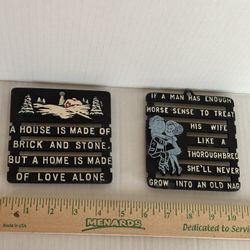 A HOUSE IS MADE OF
BRICK AND STONE
BUT A HOME IS MADE
OF LOVE ALONE
IF A MAN HAS ENOUGH
HORSE SENSE TO TREAT
HIS WIFE
LIKE A
THOROUGHBRED
SHE'LL NEVER
GROW INTO AN OLD NAG
MENARDS
Dedicated to Service